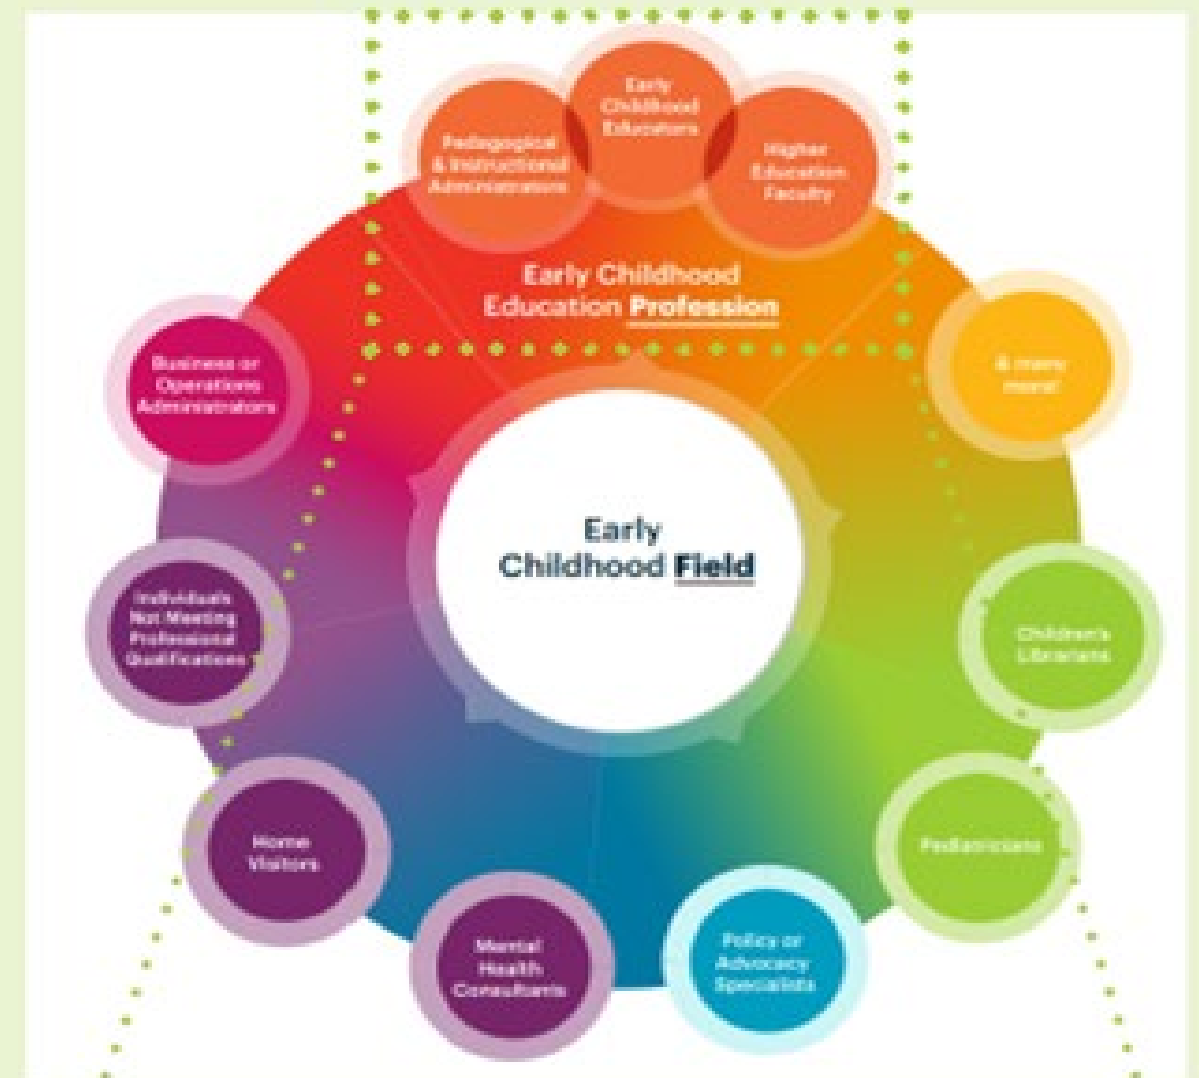 Early
Childhood
Educators
Pedagogical
& Instructional
Administrators
Higher
Education
Faculty
Early Childhood
Education Profession
Business or
Operations
Administrators
& many
more!
Early
Childhood Field
Individuals
Not Meeting
Professional
Qualifications
Children's
Librarians
Home
Visitors
Pediatricians
Mental
Health
Consultants
Policy or
Advocacy
Specialists